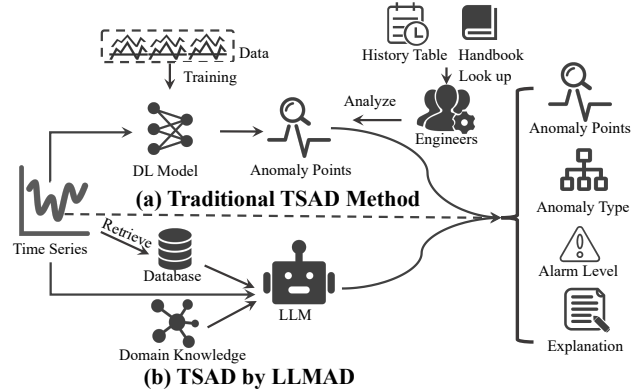 Data
Training
DL Model
Anomaly Points
History Table
Handbook
Look up
Analyze
Engineers
(a) Traditional TSAD Method
Time Series
Retrieve
Database
LLM
Domain Knowledge
(b) TSAD by LLMAD
Anomaly Points
Anomaly Type
Alarm Level
Explanation